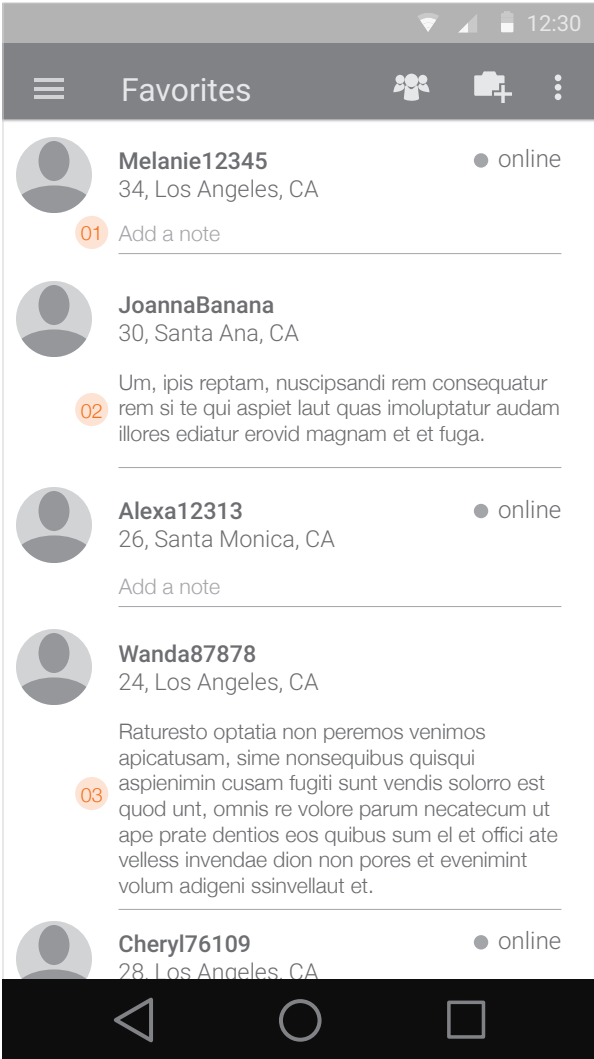 12:30
Favorites
Melanie12345
online
34, Los Angeles, CA
01
Add a note
JoannaBanana
30, Santa Ana, CA
Um, ipis reptam, nuscipsandi rem consequatur
02
rem si te qui aspiet laut quas imoluptatur audam
illores ediatur erovid magnam et et fuga.
Alexa12313
online
26, Santa Monica, CA
Add a note
Wanda87878
24, Los Angeles, CA
Raturesto optatia non peremos venimos
apicatusam, sime nonsequibus quisqui
aspienimin cusam fugiti sunt vendis solorro est
03
quod unt, omnis re volore parum necatecum ut
ape prate dentios eos quibus sum el et offici ate
velless invendae dion non pores et evenimint
volum adigeni ssinvellaut et.
Cheryl76109
online
28, Los Angeles, CA